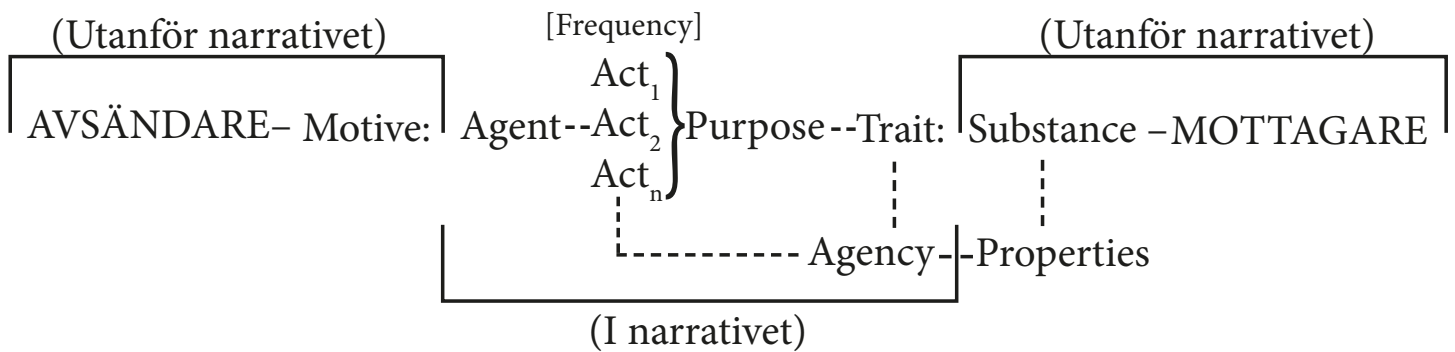 (Utanför narrativet) [Frequency] (Utanför narrativet)
Act1
AVSÄNDARE– Motive: Agent--Act2}Purpose--Trait: Substance –MOTTAGARE
Actn
Agency--Properties
(I narrativet)